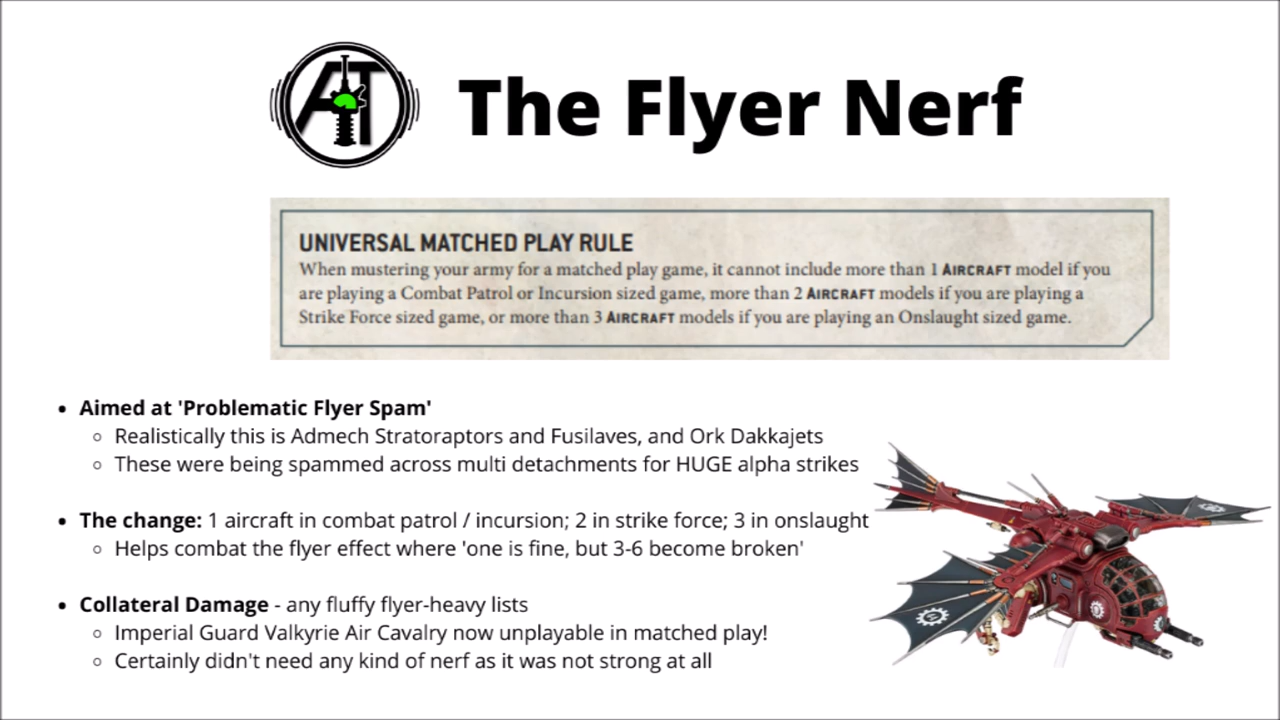 AT
The Flyer Nerf
UNIVERSAL MATCHED PLAY RULE
When mustering your army for a matched play game, it cannot include more than 1 AIRCRAFT model if you
are playing a Combat Patrol or Incursion sized game, more than 2 AIRCRAFT models if you are playing a
Strike Force sized game, or more than 3 AIRCRAFT models if you are playing an Onslaught sized game.
• Aimed at 'Problematic Flyer Spam'
◦ Realistically this is Admech Stratoraptors and Fusilaves, and Ork Dakkajets
◦ These were being spammed across multi detachments for HUGE alpha strikes
• The change: 1 aircraft in combat patrol / incursion; 2 in strike force; 3 in onslaught
◦ Helps combat the flyer effect where 'one is fine, but 3-6 become broken'
• Collateral Damage - any fluffy flyer-heavy lists
◦ Imperial Guard Valkyrie Air Cavalry now unplayable in matched play!
◦ Certainly didn't need any kind of nerf as it was not strong at all